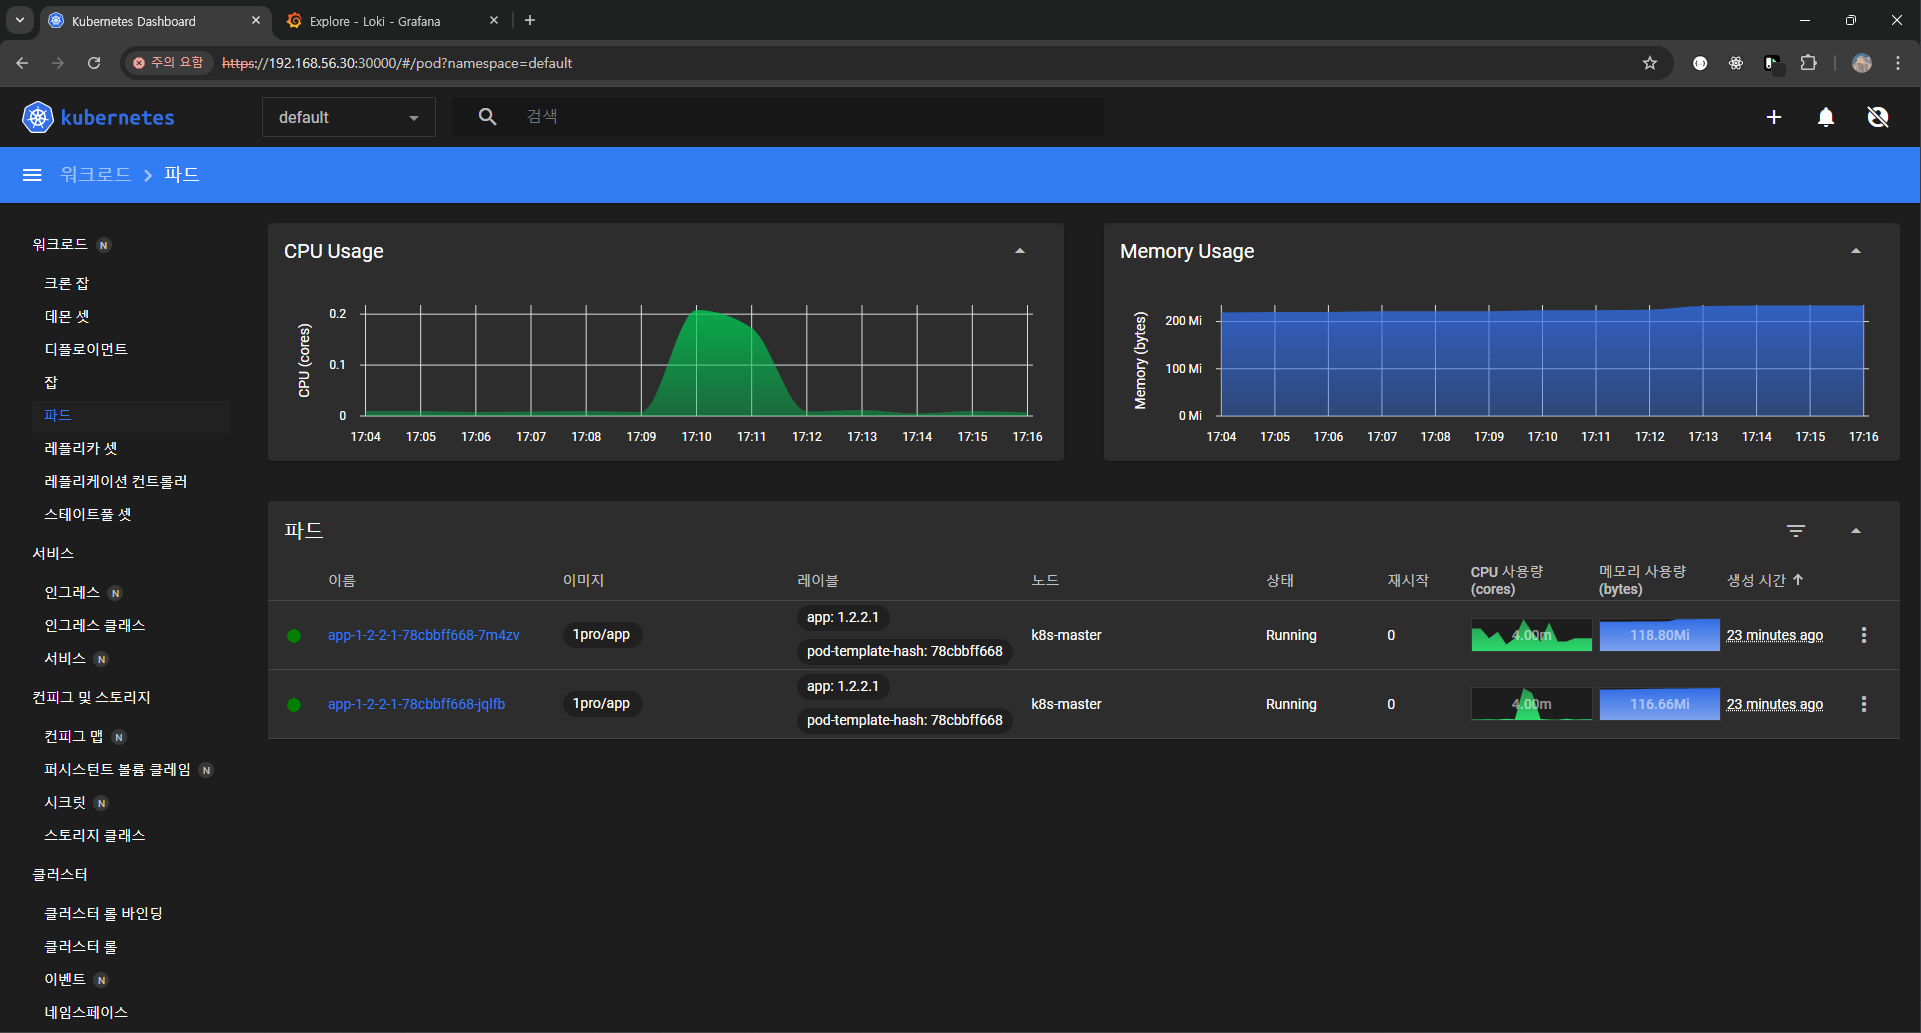 Kubernetes Dashboard
Explore - Loki - Grafana
주의 요함
https://192.168.56.30:30000/#/pod?namespace=default
kubernetes
default
검색
워크로드
파드
워크로드 N
크론 잡
데몬 셋
디플로이먼트
잡
파드
레플리카 셋
레플리케이션 컨트롤러
스테이트풀 셋
서비스
인그레스 N
인그레스 클래스
서비스 N
컨피그 및 스토리지
컨피그 맵 N
퍼시스턴트 볼륨 클레임 N
시크릿 N
스토리지 클래스
클러스터
클러스터 롤 바인딩
클러스터 롤
이벤트 N
네임스페이스
CPU Usage
CPU (cores)
0.2
0.1
0
17:04 17:05 17:06 17:07 17:08 17:09 17:10 17:11 17:12 17:13 17:14 17:15 17:16
Memory Usage
Memory (bytes)
200 Mi
100 Mi
0 Mi
17:04 17:05 17:06 17:07 17:08 17:09 17:10 17:11 17:12 17:13 17:14 17:15 17:16
파드
이름 이미지 레이블 노드 상태 재시작 CPU 사용량 (cores) 메모리 사용량 (bytes) 생성 시간
app-1-2-2-1-78cbbff668-7m4zv 1pro/app app: 1.2.2.1 pod-template-hash: 78cbbff668 k8s-master Running 0 4.00m 118.80Mi 23 minutes ago
app-1-2-2-1-78cbbff668-jqlfb 1pro/app app: 1.2.2.1 pod-template-hash: 78cbbff668 k8s-master Running 0 4.00m 116.66Mi 23 minutes ago